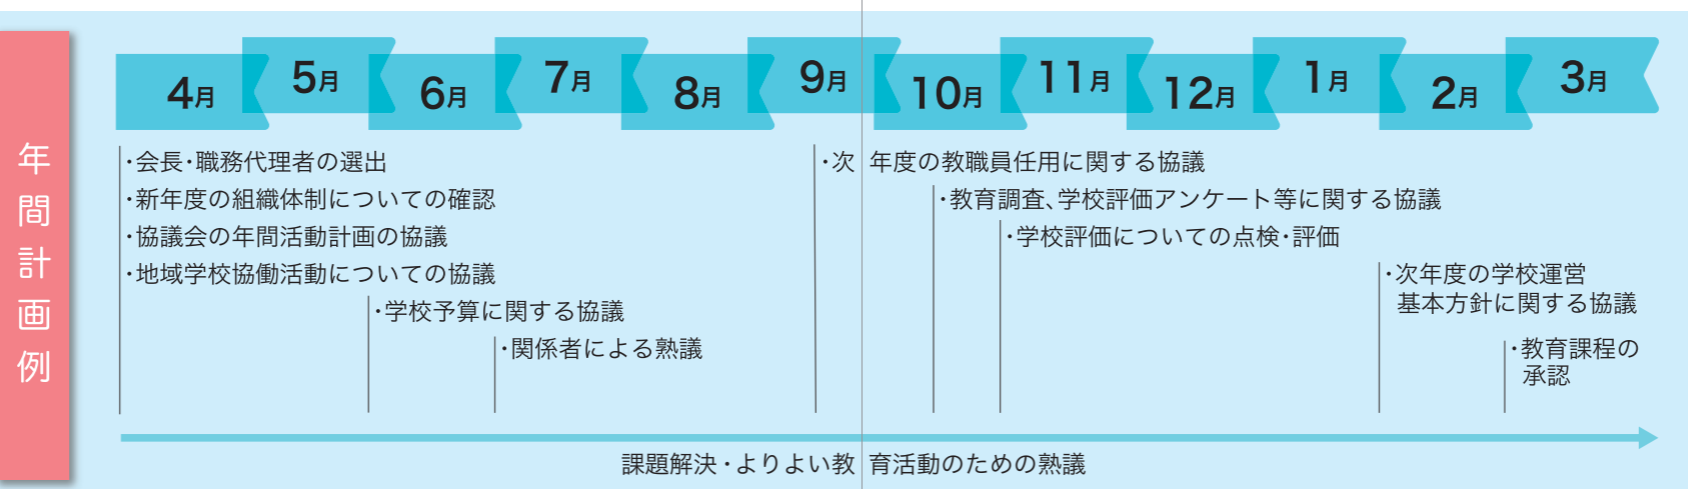 年間計画例
4月
5月
6月
7月
8月
9月
10月
11月
12月
1月
2月
3月
・会長・職務代理者の選出
・新年度の組織体制についての確認
・協議会の年間活動計画の協議
・地域学校協働活動についての協議
・学校予算に関する協議
・関係者による熟議
・次年度の教職員任用に関する協議
・教育調査、学校評価アンケート等に関する協議
・学校評価についての点検・評価
・次年度の学校運営
基本方針に関する協議
・教育課程の
承認
課題解決・よりよい教育活動のための熟議